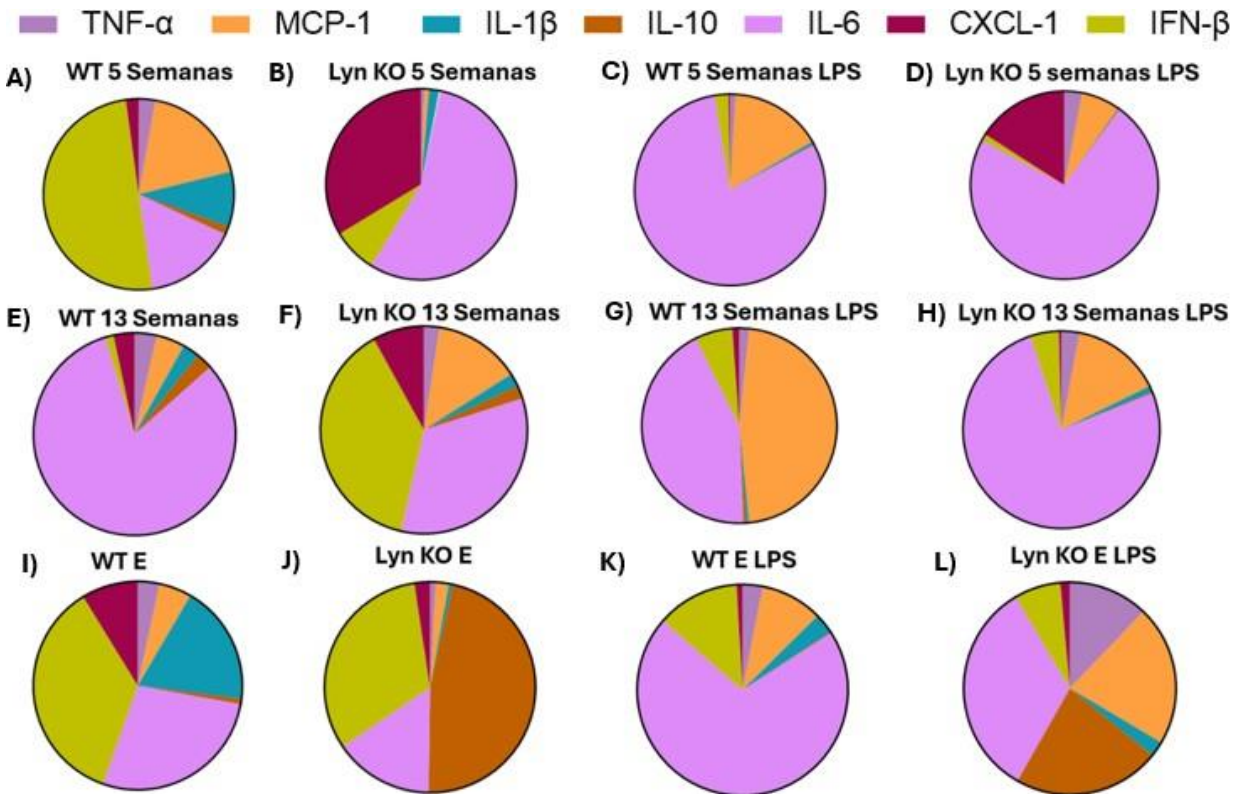 TNF-α MCP-1 IL-1β IL-10 IL-6 CXCL-1 IFN-β
A) WT 5 Semanas
B) Lyn KO 5 Semanas
C) WT 5 Semanas LPS
D) Lyn KO 5 semanas LPS
E) WT 13 Semanas
F) Lyn KO 13 Semanas
G) WT 13 Semanas LPS
H) Lyn KO 13 Semanas LPS
I) WT E
J) Lyn KO E
K) WT E LPS
L) Lyn KO E LPS